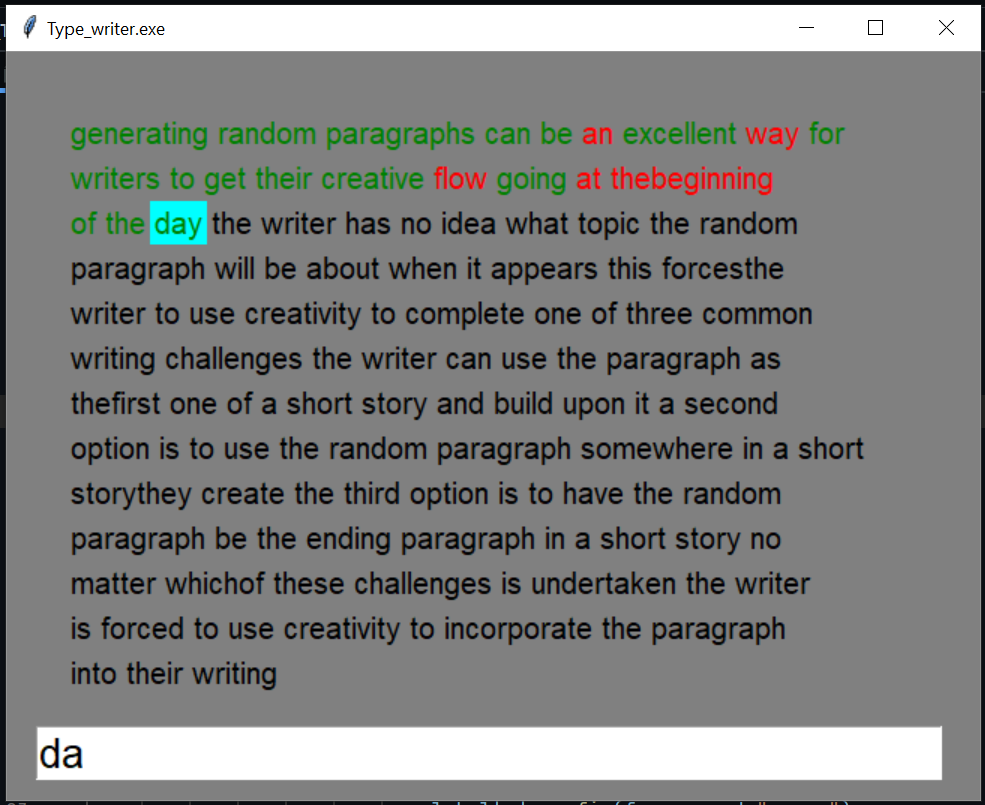 Type_writer.exe
generating random paragraphs can be an excellent way for
writers to get their creative flow going at thebeginning
of the day the writer has no idea what topic the random
paragraph will be about when it appears this forcesthe
writer to use creativity to complete one of three common
writing challenges the writer can use the paragraph as
thefirst one of a short story and build upon it a second
option is to use the random paragraph somewhere in a short
storythey create the third option is to have the random
paragraph be the ending paragraph in a short story no
matter whichof these challenges is undertaken the writer
is forced to use creativity to incorporate the paragraph
into their writing
da